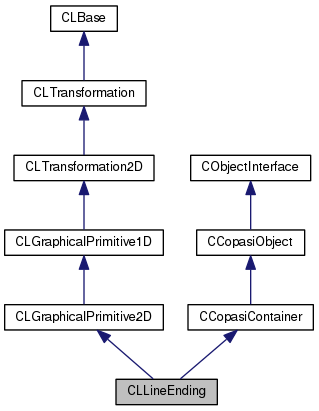 CLBase
CLTransformation
CLTransformation2D
CObjectInterface
CLGraphicalPrimitive1D
CCopasiObject
CLGraphicalPrimitive2D
CCopasiContainer
CLLineEnding